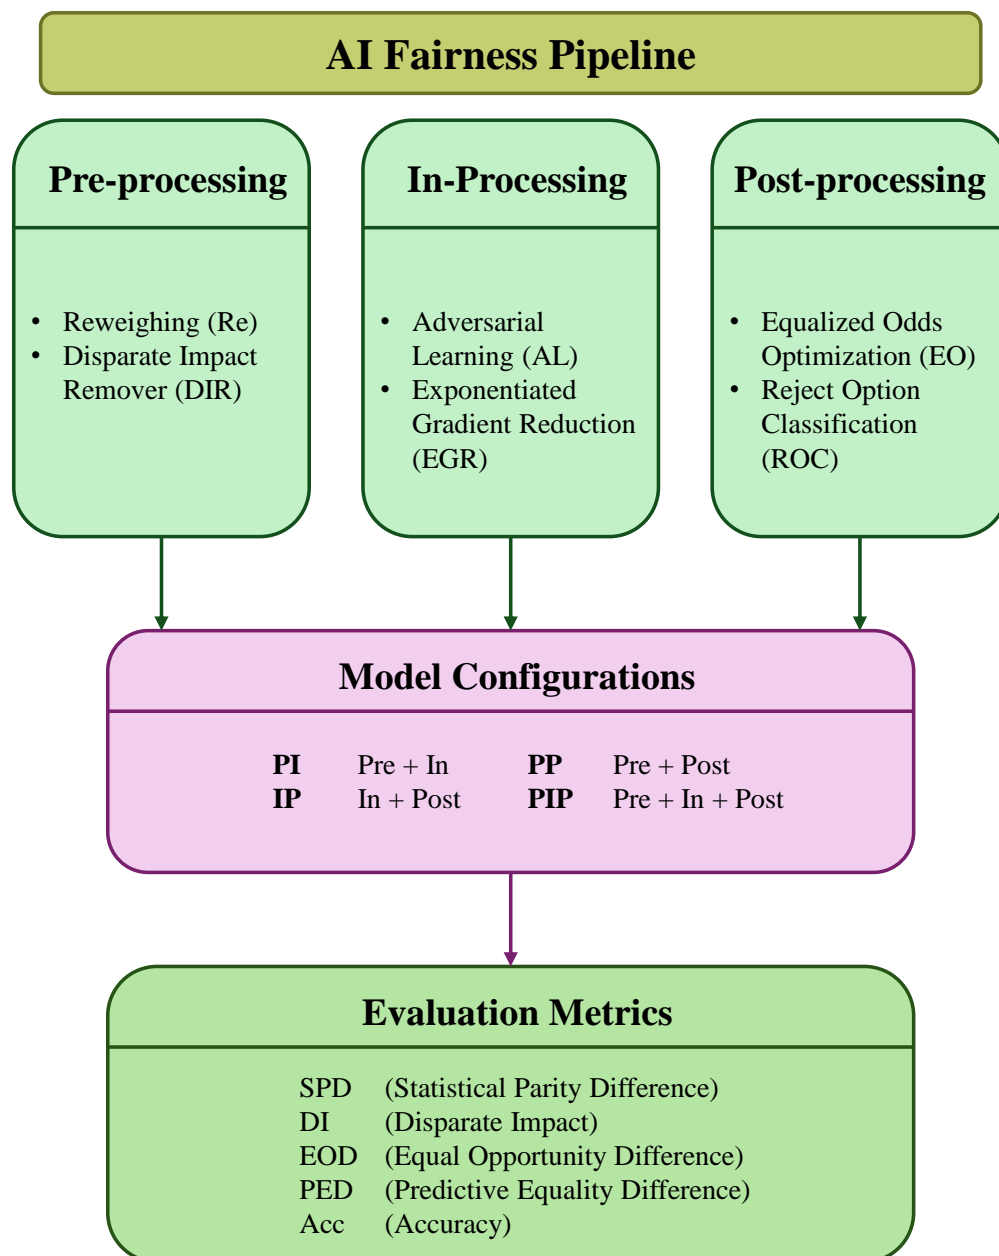 AI Fairness Pipeline
Pre-processing
• Reweighing (Re)
• Disparate Impact
Remover (DIR)
In-Processing
• Adversarial
Learning (AL)
• Exponentiated
Gradient Reduction
(EGR)
Post-processing
• Equalized Odds
Optimization (EO)
• Reject Option
Classification
(ROC)
Model Configurations
PI Pre + In PP Pre + Post
IP In + Post PIP Pre + In + Post
Evaluation Metrics
SPD (Statistical Parity Difference)
DI (Disparate Impact)
EOD (Equal Opportunity Difference)
PED (Predictive Equality Difference)
Acc (Accuracy)